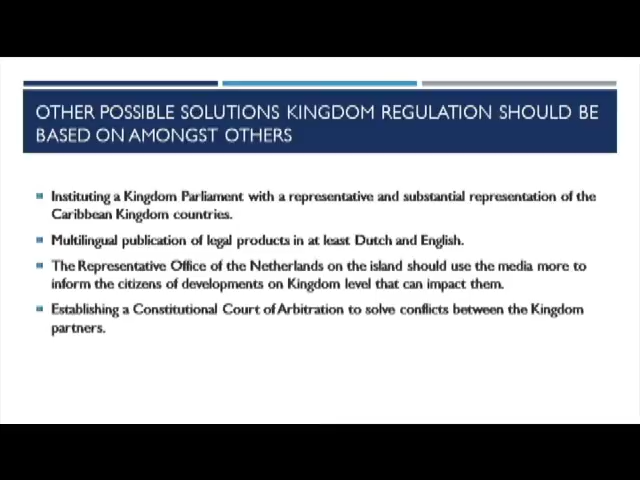 OTHER POSSIBLE SOLUTIONS KINGDOM REGULATION SHOULD BE
BASED ON AMONGST OTHERS
Instituting a Kingdom Parliament with a representative and substantial representation of the
Caribbean Kingdom countries.
Multilingual publication of legal products in at least Dutch and English.
The Representative Office of the Netherlands on the island should use the media more to
inform the citizens of developments on Kingdom level that can impact them.
Establishing a Constitutional Court of Arbitration to solve conflicts between the Kingdom
partners.